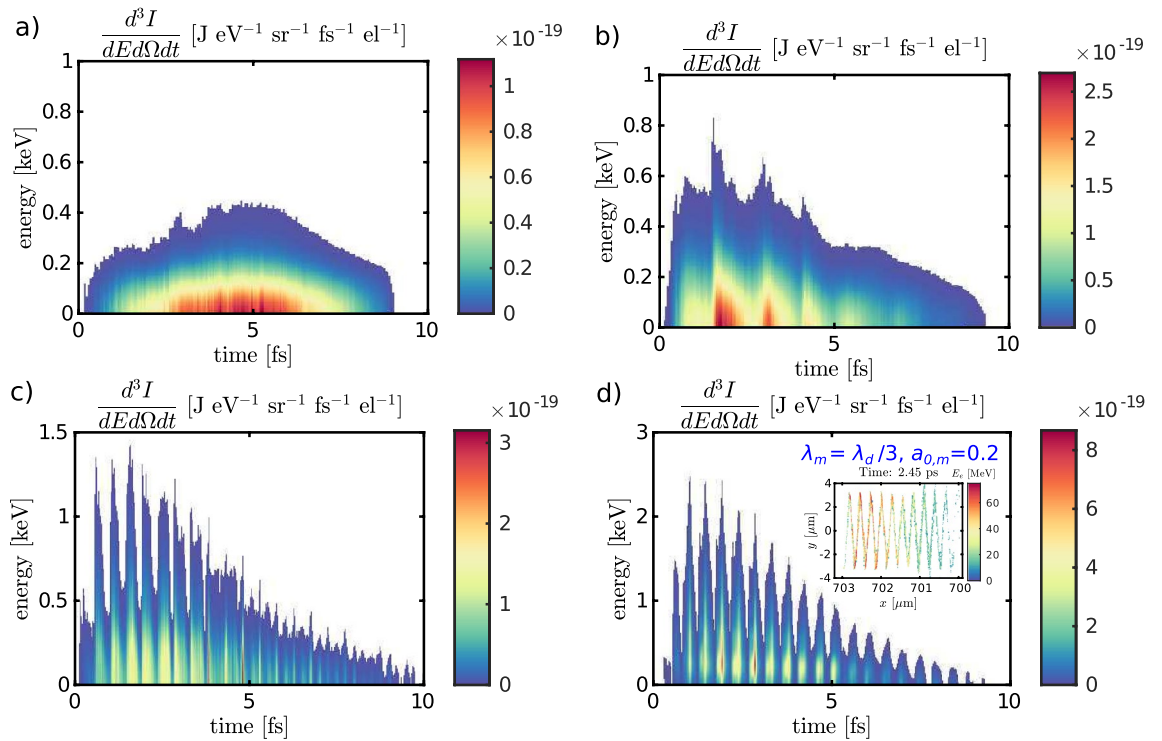 a)
d³I
dEdΩdt
[J eV⁻¹ sr⁻¹ fs⁻¹ el⁻¹]
×10⁻¹⁹
1
0.8
0.6
0.4
0.2
0
energy [keV]
1
0.8
0.6
0.4
0.2
0
0
5
10
time [fs]
b)
d³I
dEdΩdt
[J eV⁻¹ sr⁻¹ fs⁻¹ el⁻¹]
×10⁻¹⁹
2.5
2
1.5
1
0.5
0
energy [keV]
1
0.8
0.6
0.4
0.2
0
0
5
10
time [fs]
c)
d³I
dEdΩdt
[J eV⁻¹ sr⁻¹ fs⁻¹ el⁻¹]
×10⁻¹⁹
3
2
1
0
energy [keV]
1.5
1
0.5
0
0
5
10
time [fs]
d)
d³I
dEdΩdt
[J eV⁻¹ sr⁻¹ fs⁻¹ el⁻¹]
×10⁻¹⁹
8
6
4
2
0
energy [keV]
3
2
1
0
0
5
10
time [fs]
λm = λd/3, a0,m=0.2
Time: 2.45 ps
Ee [MeV]
60
40
20
0
y [μm]
4
2
0
−2
−4
703
702
701
700
x [μm]